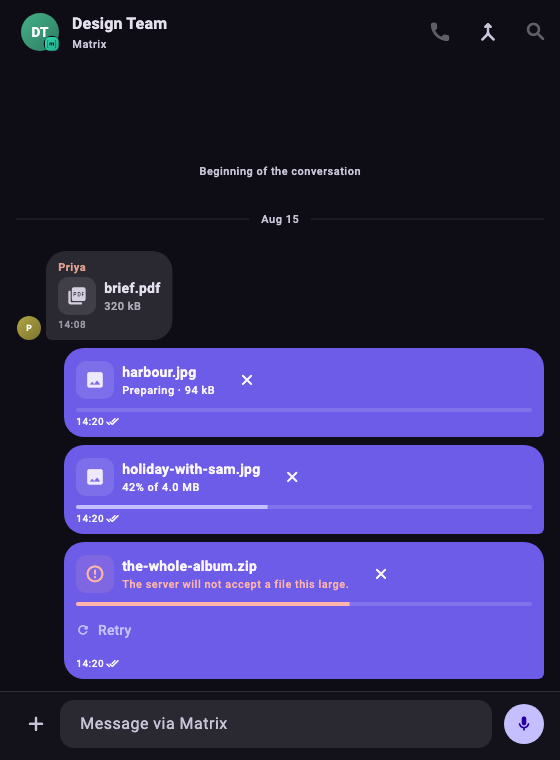 DT
m
Design Team
Matrix
Beginning of the conversation
Aug 15
Priya
PDF
brief.pdf
320 kB
14:08
P
harbour.jpg
Preparing · 94 kB
14:20
holiday-with-sam.jpg
42% of 4.0 MB
14:20
the-whole-album.zip
The server will not accept a file this large.
Retry
14:20
Message via Matrix